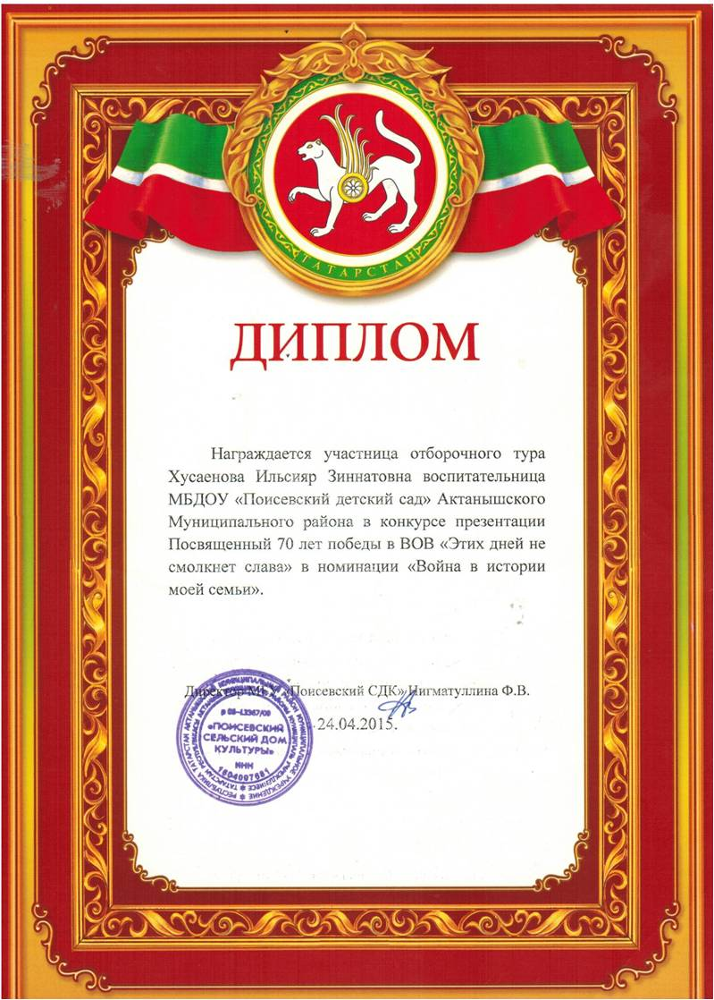 ТАТАРСТАН
ДИПЛОМ
Награждается участница отборочного тура
Хусаенова Ильсияр Зиннатовна воспитательница
МБДОУ «Поисевский детский сад» Актанышского
Муниципального района в конкурсе презентации
Посвященный 70 лет победы в ВОВ «Этих дней не
смолкнет слава» в номинации «Война в истории
моей семьи».
Директор МБУ «Поисевский СДК» Нигматуллина Ф.В.
24.04.2015.
«ПОИСЕВСКИЙ
СЕЛЬСКИЙ ДОМ
КУЛЬТУРЫ»
ИНН